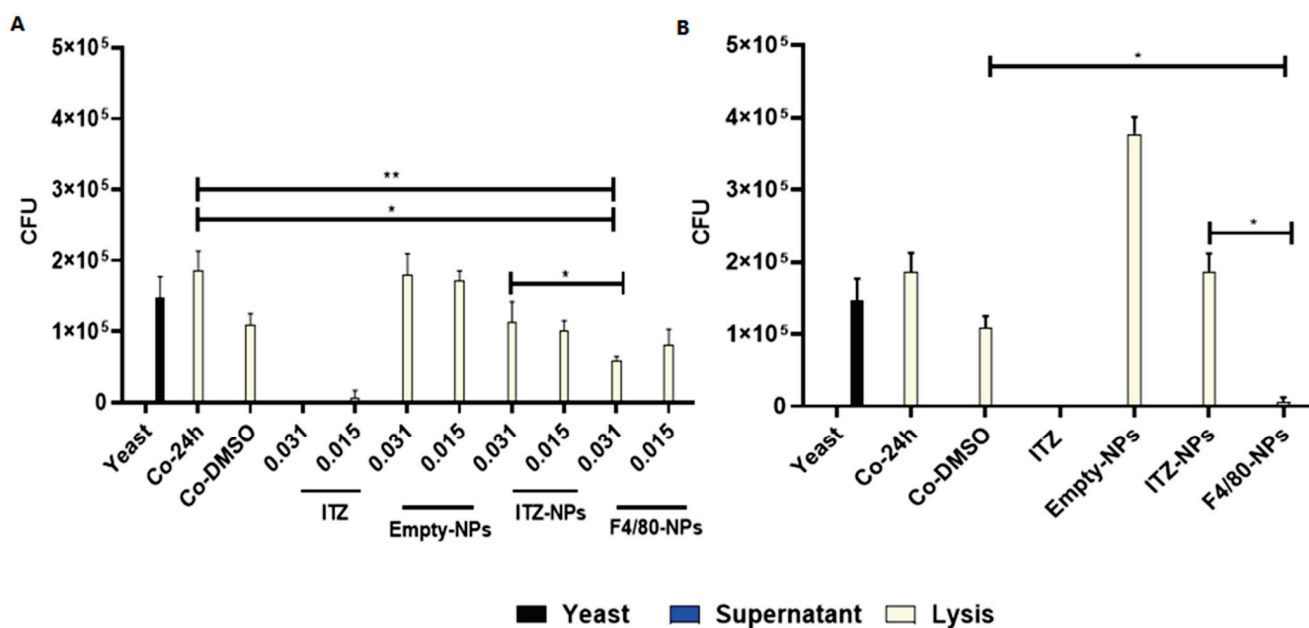 A
5×10⁵
4×10⁵
3×10⁵
2×10⁵
1×10⁵
0
CFU
**
*
*
Yeast
Co-24h
Co-DMSO
0.031
0.015
0.031
0.015
0.031
0.015
0.031
0.015
ITZ
Empty-NPs
ITZ-NPs
F4/80-NPs
B
5×10⁵
4×10⁵
3×10⁵
2×10⁵
1×10⁵
0
CFU
*
*
Yeast
Co-24h
Co-DMSO
ITZ
Empty-NPs
ITZ-NPs
F4/80-NPs
Yeast Supernatant Lysis